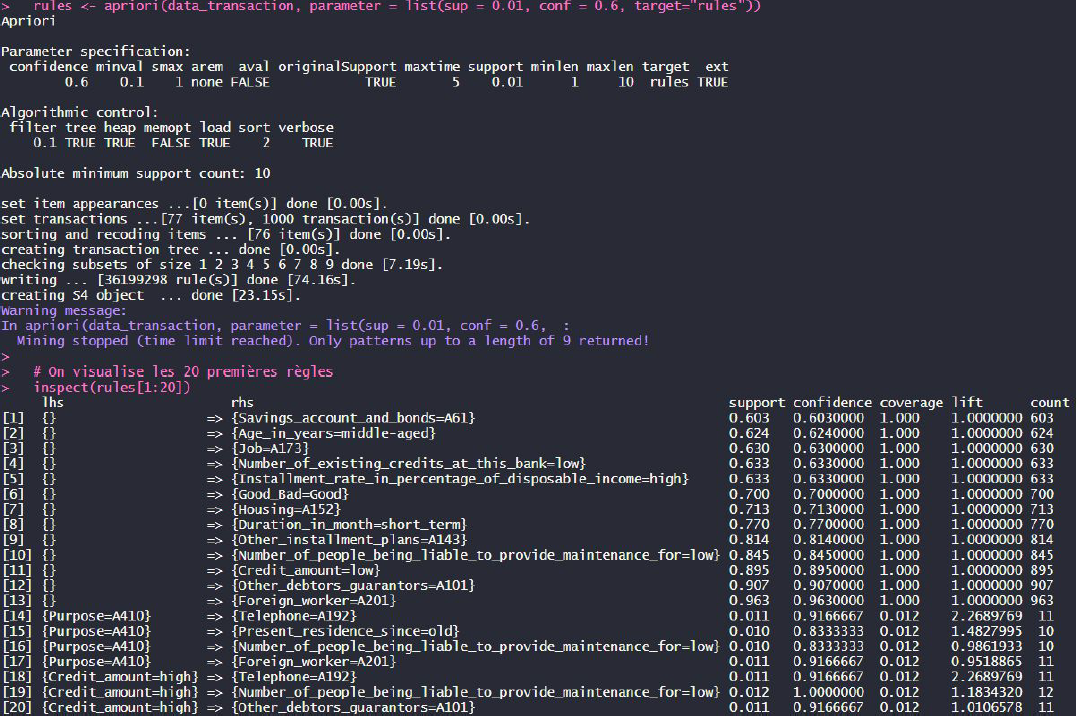 >   rules <- apriori(data_transaction, parameter = list(sup = 0.01, conf = 0.6, target="rules"))
Apriori
Parameter specification:
 confidence minval smax arem  aval originalSupport maxtime support minlen maxlen target  ext
        0.6    0.1    1 none FALSE            TRUE       5    0.01      1     10  rules TRUE
Algorithmic control:
 filter tree heap memopt load sort verbose
    0.1 TRUE TRUE  FALSE TRUE    2    TRUE
Absolute minimum support count: 10
set item appearances ...[0 item(s)] done [0.00s].
set transactions ...[77 item(s), 1000 transaction(s)] done [0.00s].
sorting and recoding items ... [76 item(s)] done [0.00s].
creating transaction tree ... done [0.00s].
checking subsets of size 1 2 3 4 5 6 7 8 9 done [7.19s].
writing ... [36199298 rule(s)] done [74.16s].
creating S4 object  ... done [23.15s].
Warning message:
In apriori(data_transaction, parameter = list(sup = 0.01, conf = 0.6,  :
  Mining stopped (time limit reached). Only patterns up to a length of 9 returned!
>
>   # On visualise les 20 premières règles
>   inspect(rules[1:20])
     lhs                     rhs                                                         support confidence coverage lift      count
[1]  {}                   => {Savings_account_and_bonds=A61}                             0.603   0.6030000  1.000    1.0000000 603
[2]  {}                   => {Age_in_years=middle-aged}                                  0.624   0.6240000  1.000    1.0000000 624
[3]  {}                   => {Job=A173}                                                  0.630   0.6300000  1.000    1.0000000 630
[4]  {}                   => {Number_of_existing_credits_at_this_bank=low}               0.633   0.6330000  1.000    1.0000000 633
[5]  {}                   => {Installment_rate_in_percentage_of_disposable_income=high}  0.633   0.6330000  1.000    1.0000000 633
[6]  {}                   => {Good_Bad=Good}                                             0.700   0.7000000  1.000    1.0000000 700
[7]  {}                   => {Housing=A152}                                              0.713   0.7130000  1.000    1.0000000 713
[8]  {}                   => {Duration_in_month=short_term}                              0.770   0.7700000  1.000    1.0000000 770
[9]  {}                   => {Other_installment_plans=A143}                              0.814   0.8140000  1.000    1.0000000 814
[10] {}                   => {Number_of_people_being_liable_to_provide_maintenance_for=low} 0.845   0.8450000  1.000    1.0000000 845
[11] {}                   => {Credit_amount=low}                                         0.895   0.8950000  1.000    1.0000000 895
[12] {}                   => {Other_debtors_guarantors=A101}                             0.907   0.9070000  1.000    1.0000000 907
[13] {}                   => {Foreign_worker=A201}                                       0.963   0.9630000  1.000    1.0000000 963
[14] {Purpose=A410}       => {Telephone=A192}                                            0.011   0.9166667  0.012    2.2689769  11
[15] {Purpose=A410}       => {Present_residence_since=old}                               0.010   0.8333333  0.012    1.4827995  10
[16] {Purpose=A410}       => {Number_of_people_being_liable_to_provide_maintenance_for=low} 0.010   0.8333333  0.012    0.9861933  10
[17] {Purpose=A410}       => {Foreign_worker=A201}                                       0.011   0.9166667  0.012    0.9518865  11
[18] {Credit_amount=high} => {Telephone=A192}                                            0.011   0.9166667  0.012    2.2689769  11
[19] {Credit_amount=high} => {Number_of_people_being_liable_to_provide_maintenance_for=low} 0.012   1.0000000  0.012    1.1834320  12
[20] {Credit_amount=high} => {Other_debtors_guarantors=A101}                             0.011   0.9166667  0.012    1.0106578  11